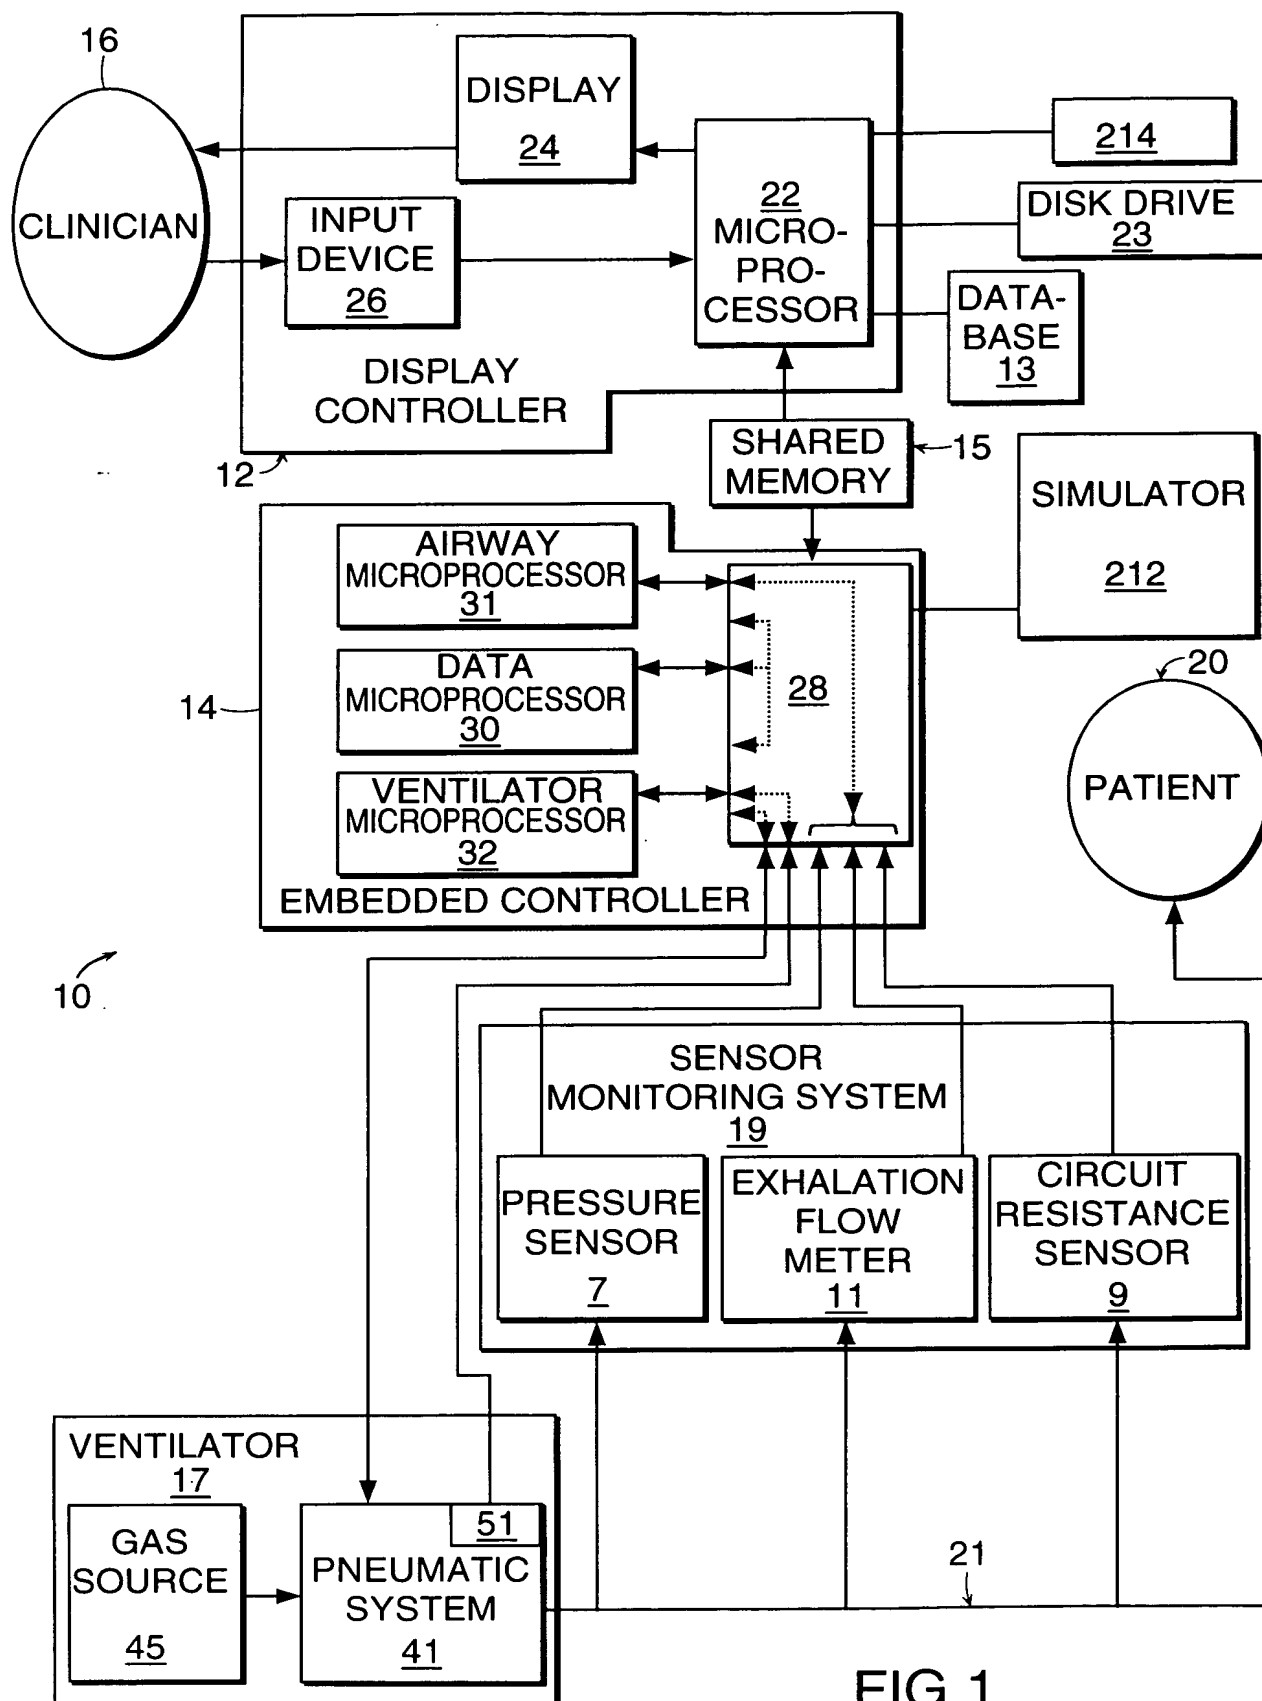 16
CLINICIAN
DISPLAY
24
INPUT
DEVICE
26
22
MICRO-
PRO-
CESSOR
DISPLAY
CONTROLLER
12
214
DISK DRIVE
23
DATA-
BASE
13
SHARED
MEMORY
15
SIMULATOR
212
AIRWAY
MICROPROCESSOR
31
DATA
MICROPROCESSOR
30
VENTILATOR
MICROPROCESSOR
32
28
EMBEDDED CONTROLLER
14
20
PATIENT
10
SENSOR
MONITORING SYSTEM
19
PRESSURE
SENSOR
7
EXHALATION
FLOW
METER
11
CIRCUIT
RESISTANCE
SENSOR
9
VENTILATOR
17
GAS
SOURCE
45
51
PNEUMATIC
SYSTEM
41
21
FIG.1